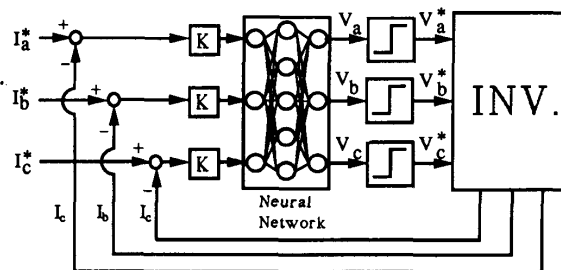 I*a + K Va V*a
−
I*b + K Vb V*b INV.
−
I*c + K Vc V*c
−
Ic Ib Ic
Neural
Network